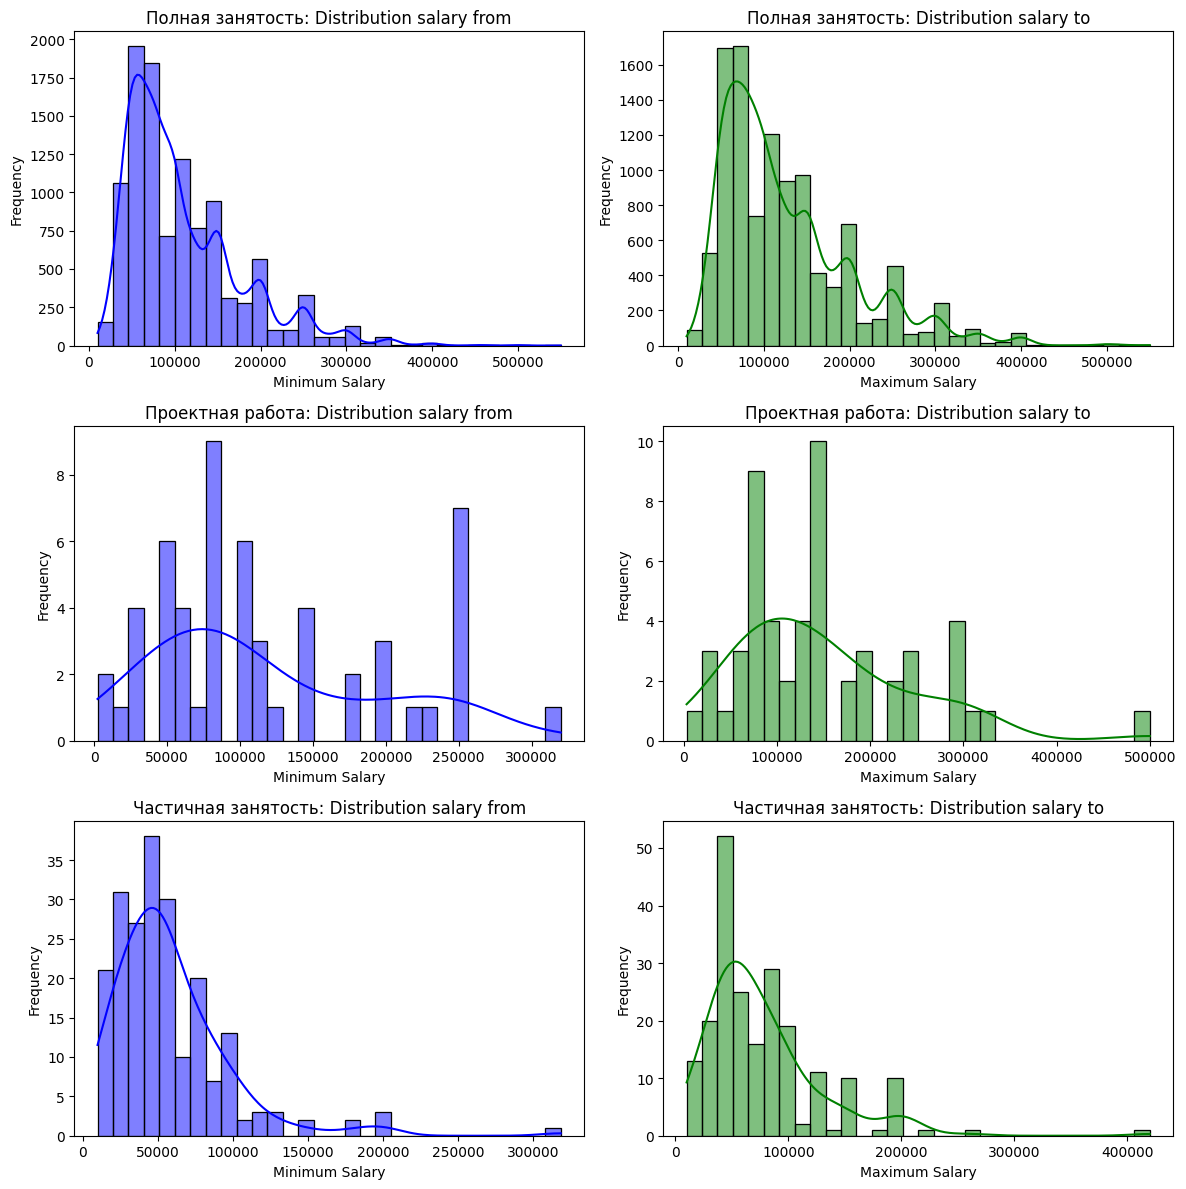 Полная занятость: Distribution salary from
Полная занятость: Distribution salary to
2000
1750
1500
1250
1000
750
500
250
0
Frequency
0 100000 200000 300000 400000 500000
Minimum Salary
1600
1400
1200
1000
800
600
400
200
0
Frequency
0 100000 200000 300000 400000 500000
Maximum Salary
Проектная работа: Distribution salary from
Проектная работа: Distribution salary to
8
6
4
2
0
Frequency
0 50000 100000 150000 200000 250000 300000
Minimum Salary
10
8
6
4
2
0
Frequency
0 100000 200000 300000 400000 500000
Maximum Salary
Частичная занятость: Distribution salary from
Частичная занятость: Distribution salary to
35
30
25
20
15
10
5
0
Frequency
0 50000 100000 150000 200000 250000 300000
Minimum Salary
50
40
30
20
10
0
Frequency
0 100000 200000 300000 400000
Maximum Salary